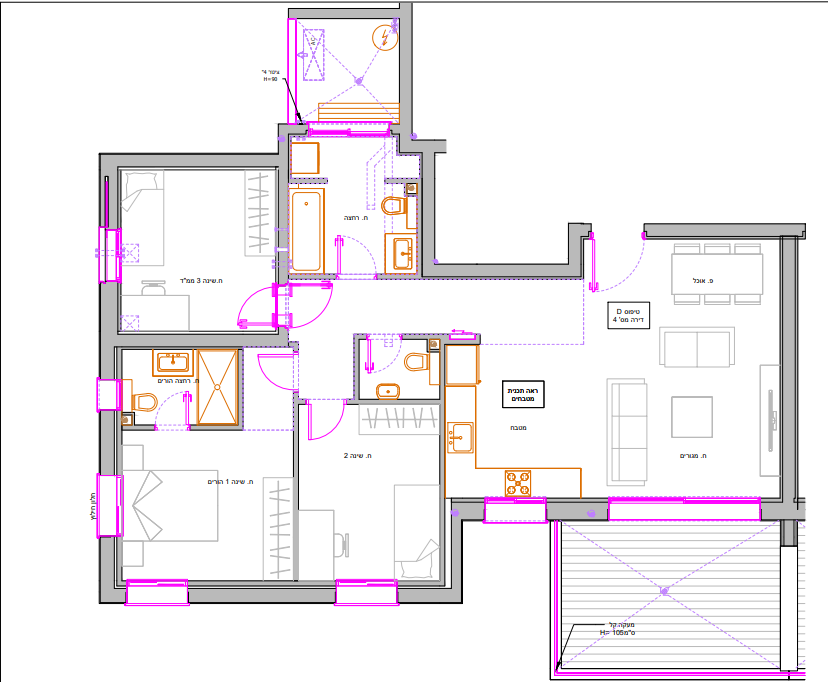 צינור 4"
H=90
ח. רחצה
ח.שינה 3 ממ"ד
פ. אוכל
טיפוס D
דירה מס' 4
ח. רחצה הורים
ראה תכנית
מטבחים
מטבח
ח. שינה 2
ח. מגורים
ח. שינה 1 הורים
חלון חילוץ
מעקה קל
H= 105ס"מ